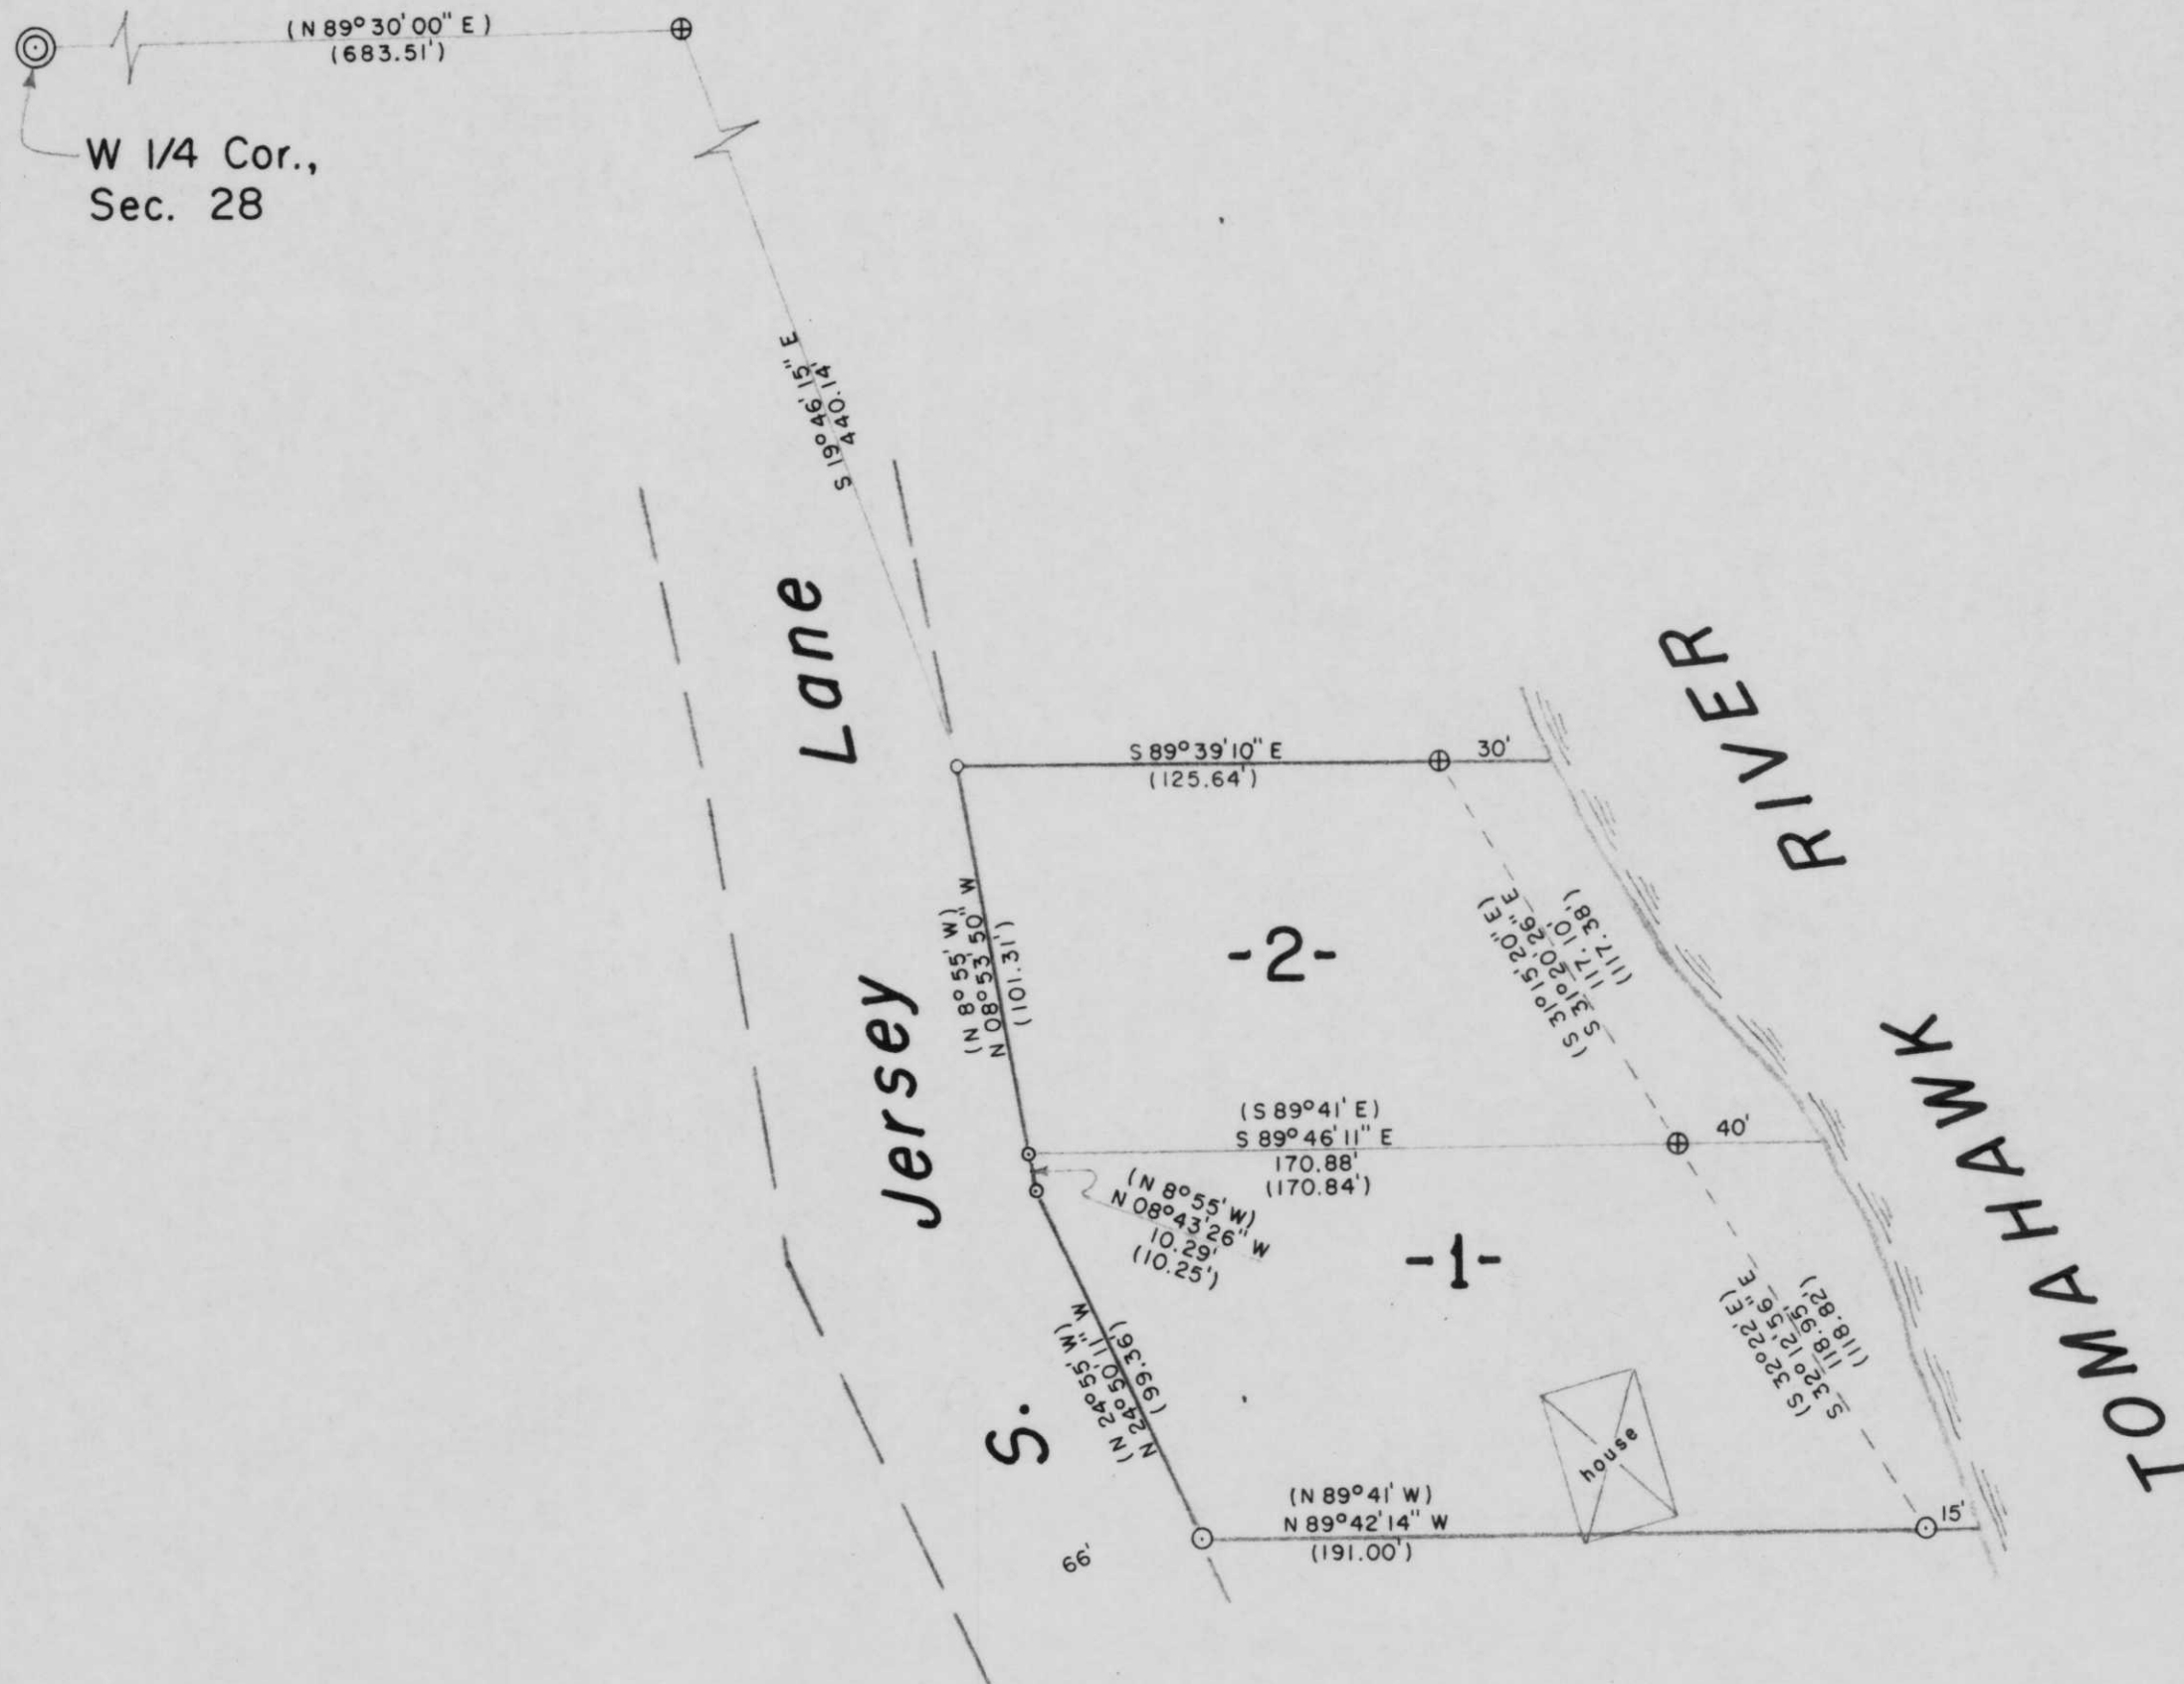 (N 89°30'00" E)
(683.51')
W 1/4 Cor.,
Sec. 28
S 19°46'15" E
440.14'
S. Jersey Lane
S 89°39'10" E
(125.64')
30'
TOMAHAWK RIVER
(N 8°55' W)
N 08°53'50" W
(101.31')
-2-
(S 31°15'20" E)
S 31°20'26" E
117.10'
(117.38')
(S 89°41' E)
S 89°46'11" E
170.88'
(170.84')
40'
(N 8°55' W)
N 08°43'26" W
10.29'
(10.25')
-1-
(N 24°55' W)
N 24°50'11" W
(99.36')
(S 32°22' E)
S 32°12'56" E
118.95'
(118.82')
house
(N 89°41' W)
N 89°42'14" W
(191.00')
15'
66'